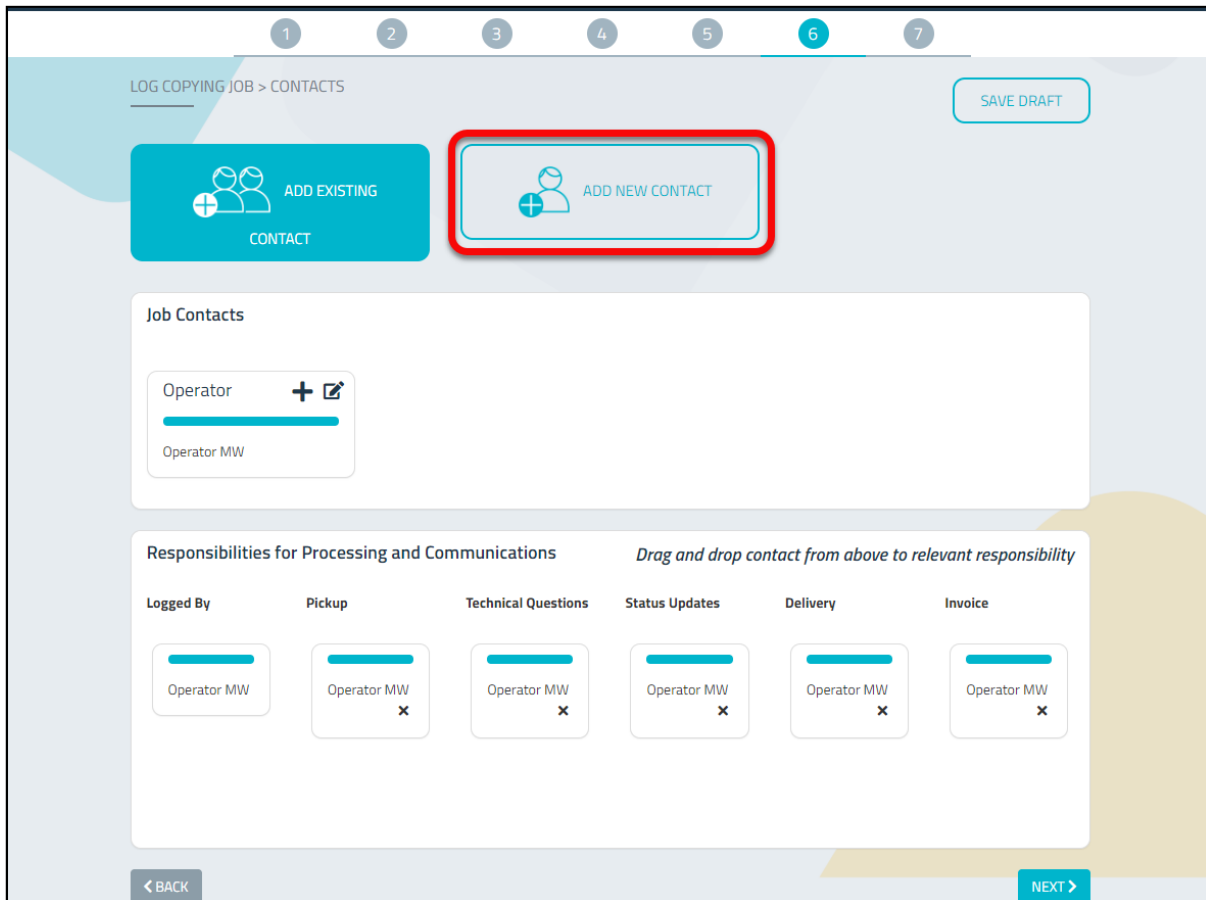 1 2 3 4 5 6 7
LOG COPYING JOB > CONTACTS
SAVE DRAFT
ADD EXISTING
CONTACT
ADD NEW CONTACT
Job Contacts
Operator
Operator MW
Responsibilities for Processing and Communications
Drag and drop contact from above to relevant responsibility
Logged By Pickup Technical Questions Status Updates Delivery Invoice
Operator MW Operator MW Operator MW Operator MW Operator MW Operator MW
BACK
NEXT